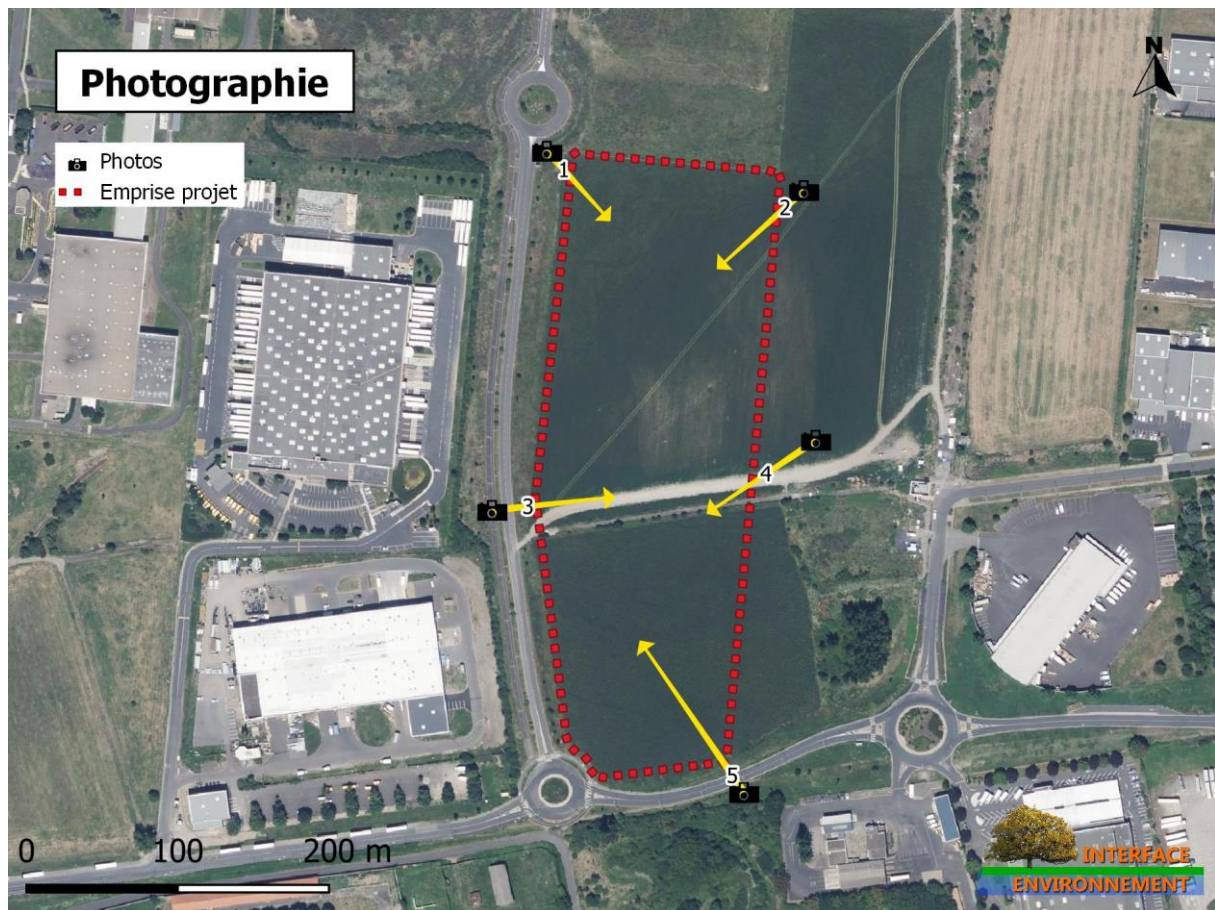 Photographie
N
Photos
Emprise projet
1
2
3
4
5
0 100 200 m
INTERFACE
ENVIRONNEMENT